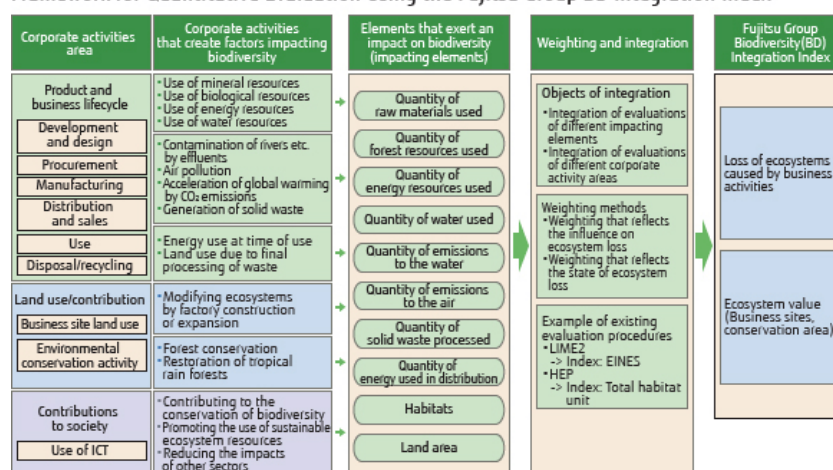 Framework for Quantitative Evaluation using the Fujitsu Group BD Integration Index
Corporate activities
area
Corporate activities
that create factors impacting
biodiversity
Elements that exert an
impact on biodiversity
(impacting elements)
Weighting and integration
Fujitsu Group
Biodiversity(BD)
Integration Index
Product and
business lifecycle
Development
and design
Procurement
Manufacturing
Distribution
and sales
Use
Disposal/recycling
•Use of mineral resources
•Use of biological resources
•Use of energy resources
•Use of water resources
•Contamination of rivers etc.
by effluents
•Air pollution
•Acceleration of global warming
by CO₂ emissions
•Generation of solid waste
•Energy use at time of use
•Land use due to final
processing of waste
Land use/contribution
Business site land use
Environmental
conservation activity
•Modifying ecosystems
by factory construction
or expansion
•Forest conservation
•Restoration of tropical
rain forests
Contributions
to society
Use of ICT
•Contributing to the
conservation of biodiversity
•Promoting the use of sustainable
ecosystem resources
•Reducing the impacts
of other sectors
Quantity of
raw materials used
Quantity of
forest resources used
Quantity of
energy resources used
Quantity of water used
Quantity of emissions
to the water
Quantity of emissions
to the air
Quantity of
solid waste processed
Quantity of
energy used in distribution
Habitats
Land area
Objects of integration
•Integration of evaluations
of different impacting
elements
•Integration of evaluations
of different corporate
activity areas
Weighting methods
•Weighting that reflects
the influence on
ecosystem loss
•Weighting that reflects
the state of ecosystem
loss
Example of existing
evaluation procedures
•LIME2
-> Index: EINES
•HEP
-> Index: Total habitat
unit
Loss of ecosystems
caused by business
activities
Ecosystem value
(Business sites,
conservation area)